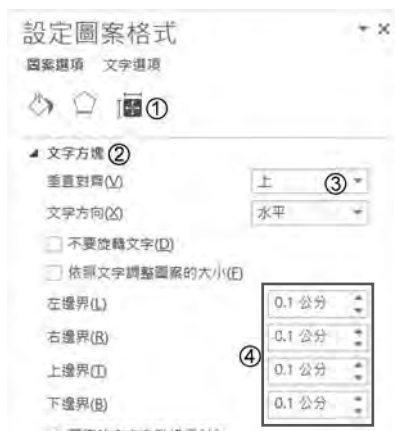 設定圖案格式
圖案選項 文字選項
①
文字方塊 ②
垂直對齊(V) 上 ③
文字方向(X) 水平
不要旋轉文字(D)
依照文字調整圖案的大小(F)
左邊界(L) 0.1 公分
右邊界(R) 0.1 公分
④
上邊界(T) 0.1 公分
下邊界(B) 0.1 公分